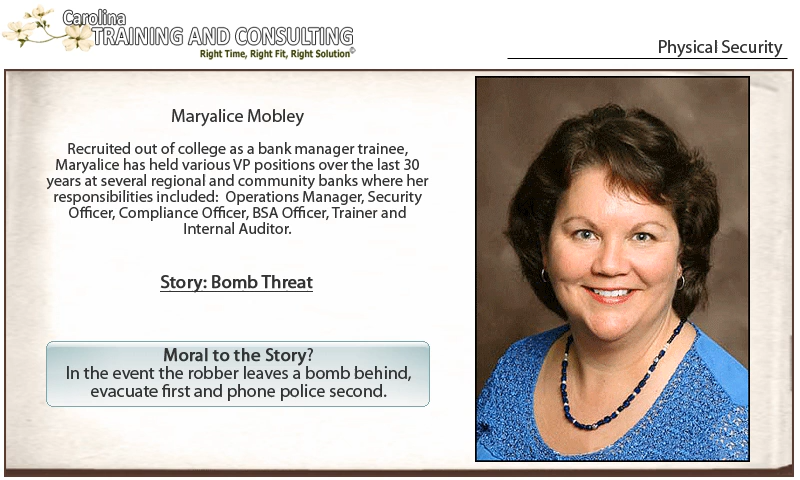 Carolina
TRAINING AND CONSULTING
Right Time, Right Fit, Right Solution©
Physical Security
Maryalice Mobley
Recruited out of college as a bank manager trainee,
Maryalice has held various VP positions over the last 30
years at several regional and community banks where her
responsibilities included:  Operations Manager, Security
Officer, Compliance Officer, BSA Officer, Trainer and
Internal Auditor.
Story: Bomb Threat
Moral to the Story?
In the event the robber leaves a bomb behind,
evacuate first and phone police second.